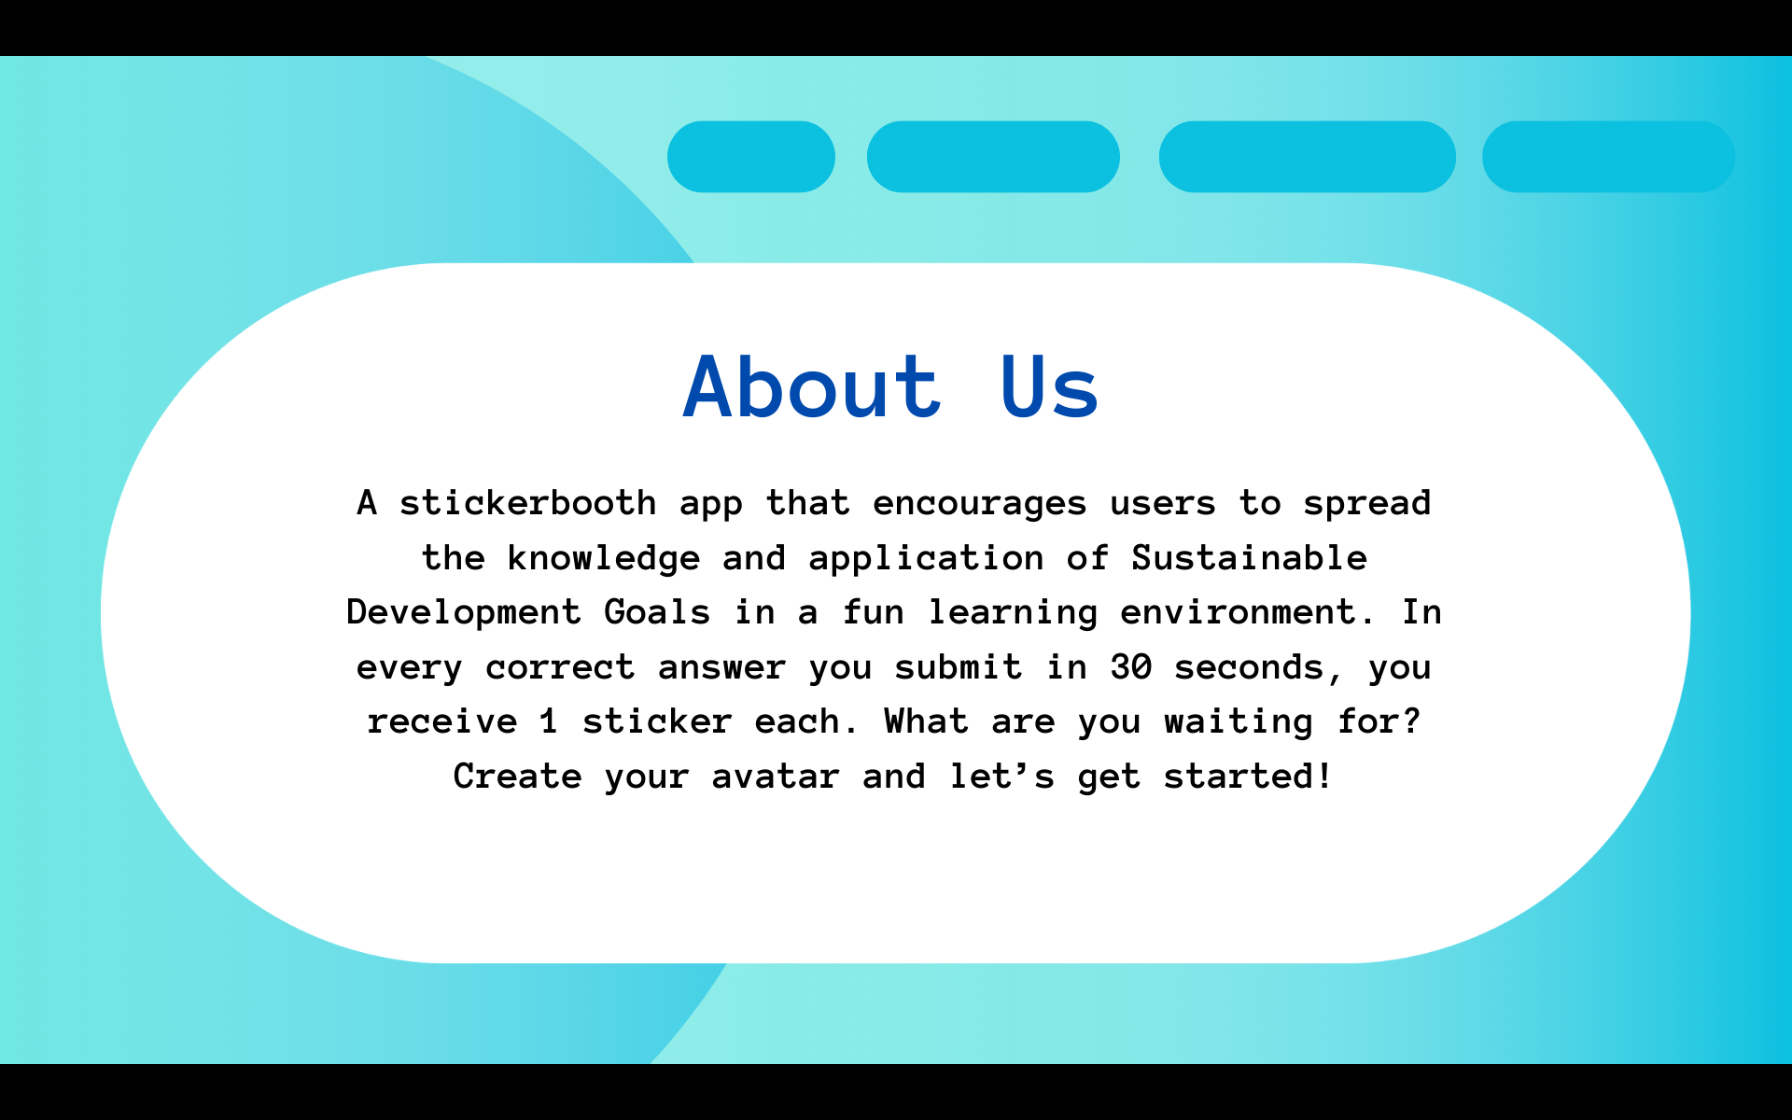 About Us
A stickerbooth app that encourages users to spread
the knowledge and application of Sustainable
Development Goals in a fun learning environment. In
every correct answer you submit in 30 seconds, you
receive 1 sticker each. What are you waiting for?
Create your avatar and let’s get started!